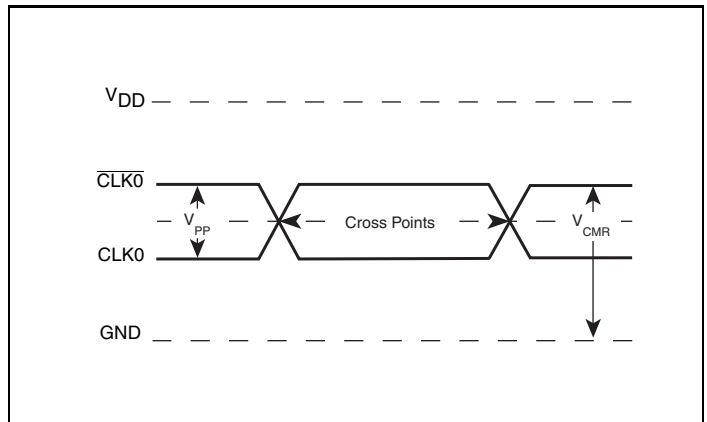 VDD
CLK0
VPP
Cross Points
VCMR
CLK0
GND